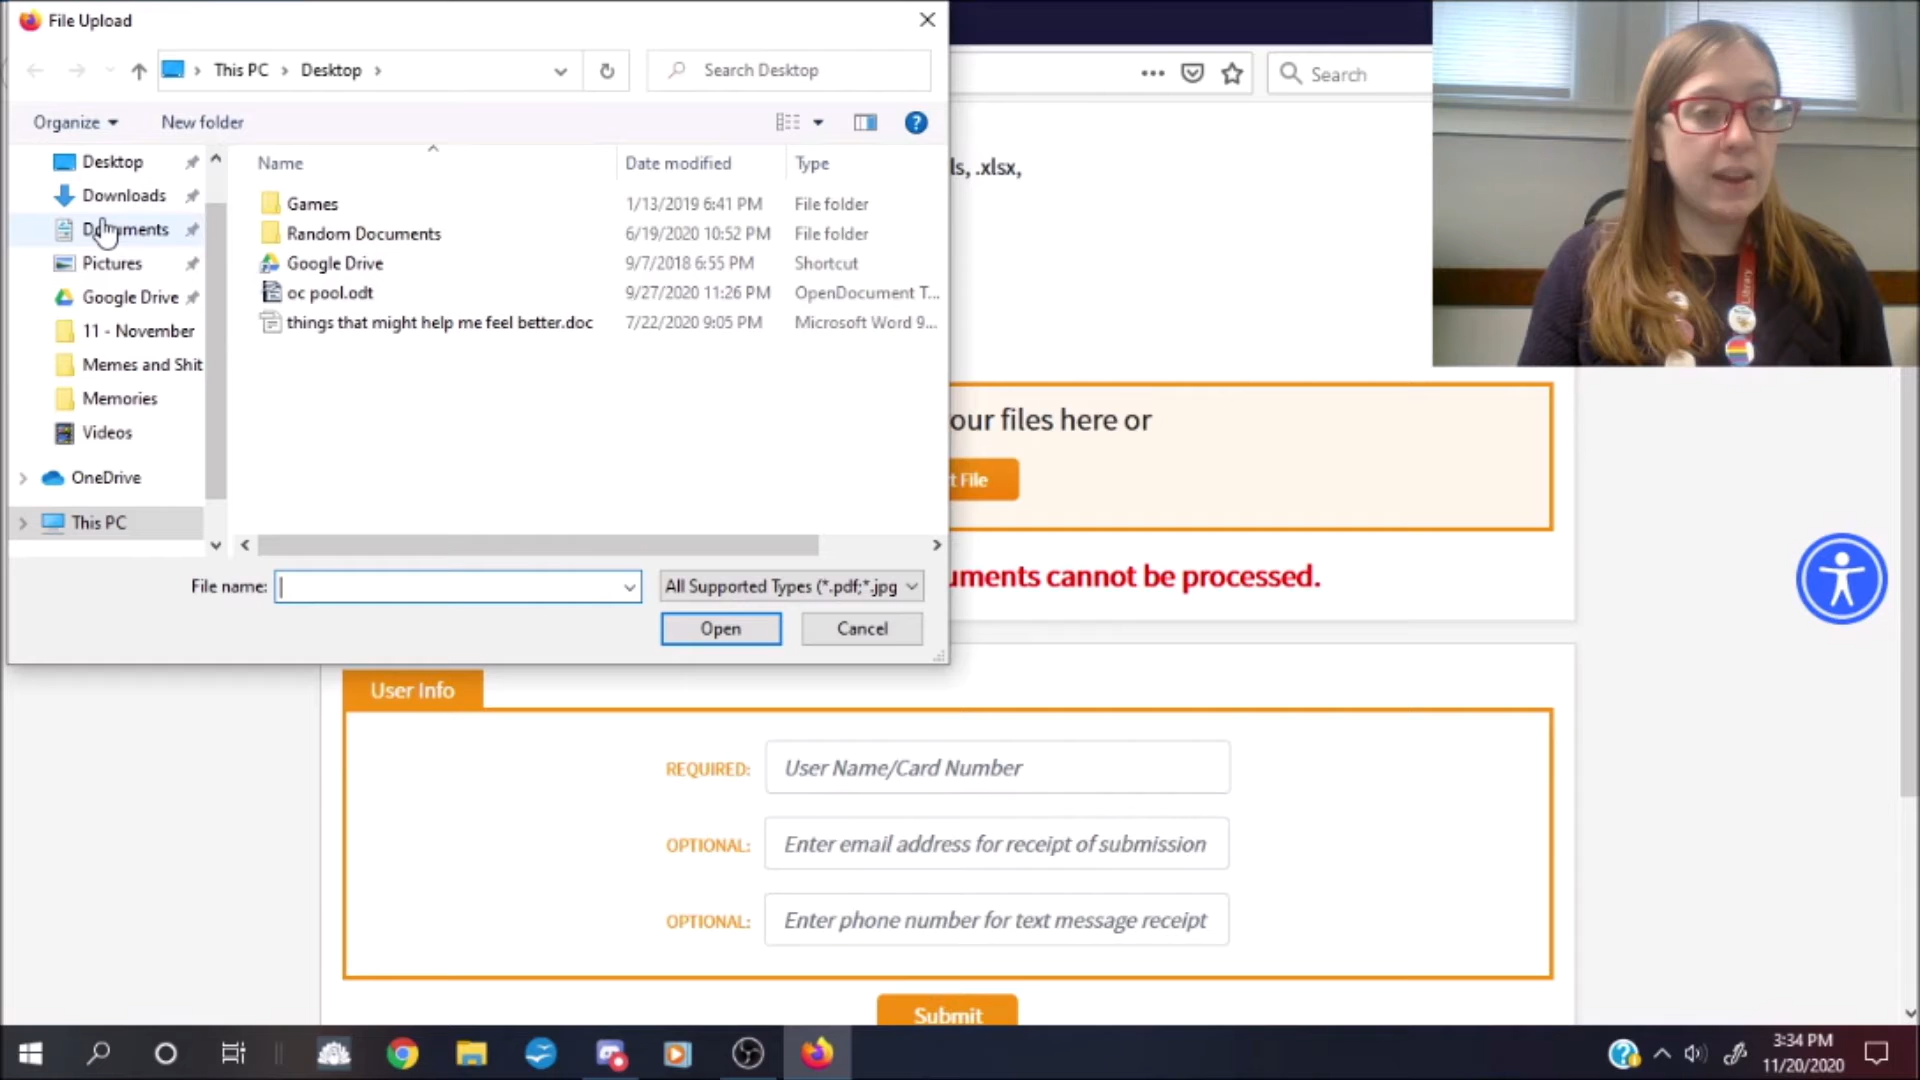 File Upload
This PC > Desktop >
Search Desktop
Organize
New folder
Search
Name
Date modified
Type
Desktop
Downloads
Documents
Pictures
Google Drive
11 - November
Memes and Shit
Memories
Videos
OneDrive
This PC
Games 1/13/2019 6:41 PM File folder
Random Documents 6/19/2020 10:52 PM File folder
Google Drive 9/7/2018 6:55 PM Shortcut
oc pool.odt 9/27/2020 11:26 PM OpenDocument T...
things that might help me feel better.doc 7/22/2020 9:05 PM Microsoft Word 9...
File name:
All Supported Types (*.pdf;*.jpg
Open
Cancel
ls, .xlsx,
our files here or
t File
uments cannot be processed.
Library
User Info
REQUIRED: User Name/Card Number
OPTIONAL: Enter email address for receipt of submission
OPTIONAL: Enter phone number for text message receipt
Submit
3:34 PM
11/20/2020